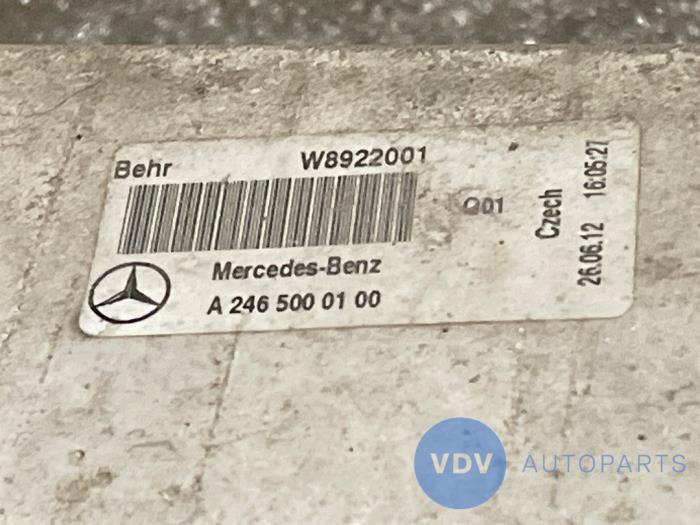 Behr W8922001
Q01
Mercedes-Benz
A 246 500 01 00
Czech
26.06.12 16:05:27
VDV AUTOPARTS